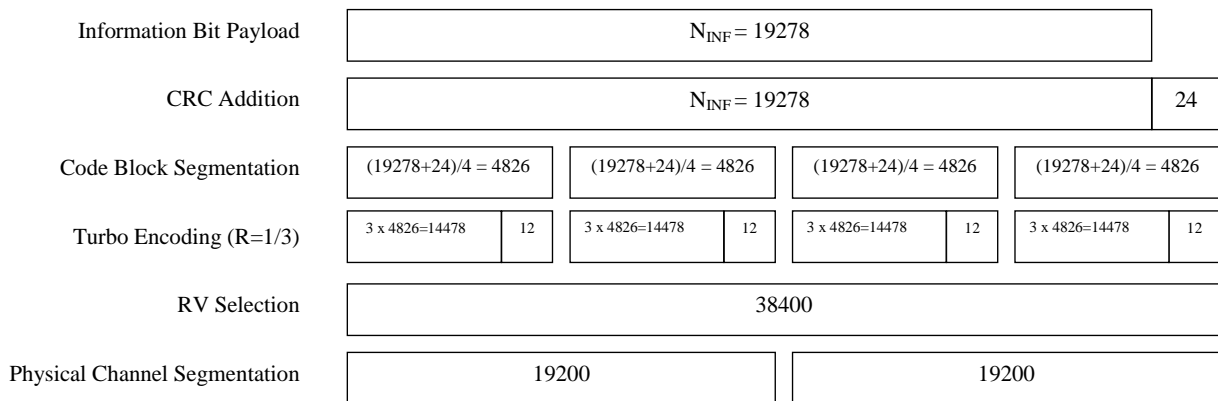 Information Bit Payload
N_INF = 19278
CRC Addition
N_INF = 19278
24
Code Block Segmentation
(19278+24)/4 = 4826
(19278+24)/4 = 4826
(19278+24)/4 = 4826
(19278+24)/4 = 4826
Turbo Encoding (R=1/3)
3 x 4826=14478
12
3 x 4826=14478
12
3 x 4826=14478
12
3 x 4826=14478
12
RV Selection
38400
Physical Channel Segmentation
19200
19200